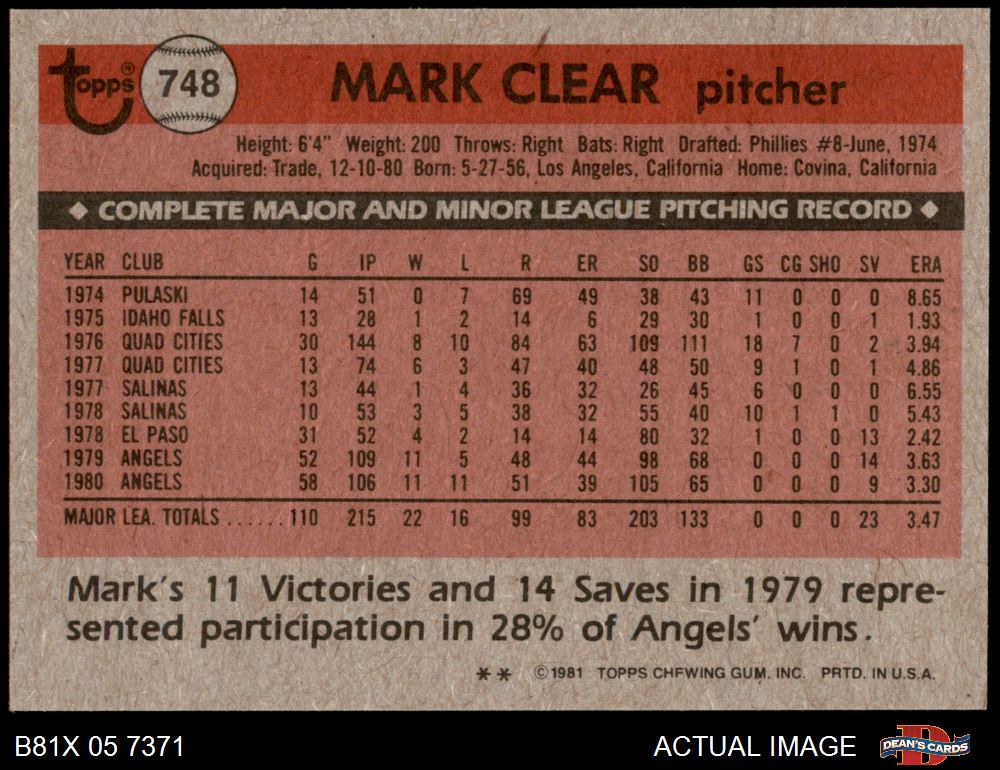 topps® 748 MARK CLEAR pitcher
Height: 6'4" Weight: 200 Throws: Right Bats: Right Drafted: Phillies #8-June, 1974
Acquired: Trade, 12-10-80 Born: 5-27-56, Los Angeles, California Home: Covina, California
◆ COMPLETE MAJOR AND MINOR LEAGUE PITCHING RECORD ◆
YEAR CLUB G IP W L R ER SO BB GS CG SHO SV ERA
1974 PULASKI 14 51 0 7 69 49 38 43 11 0 0 0 8.65
1975 IDAHO FALLS 13 28 1 2 14 6 29 30 1 0 0 1 1.93
1976 QUAD CITIES 30 144 8 10 84 63 109 111 18 7 0 2 3.94
1977 QUAD CITIES 13 74 6 3 47 40 48 50 9 1 0 1 4.86
1977 SALINAS 13 44 1 4 36 32 26 45 6 0 0 0 6.55
1978 SALINAS 10 53 3 5 38 32 55 40 10 1 1 0 5.43
1978 EL PASO 31 52 4 2 14 14 80 32 1 0 0 13 2.42
1979 ANGELS 52 109 11 5 48 44 98 68 0 0 0 14 3.63
1980 ANGELS 58 106 11 11 51 39 105 65 0 0 0 9 3.30
MAJOR LEA. TOTALS ...... 110 215 22 16 99 83 203 133 0 0 0 23 3.47
Mark's 11 Victories and 14 Saves in 1979 repre-
sented participation in 28% of Angels' wins.
** ©1981 TOPPS CHEWING GUM. INC. PRTD. IN U.S.A.
B81X 05 7371 ACTUAL IMAGE DEAN'S CARDS